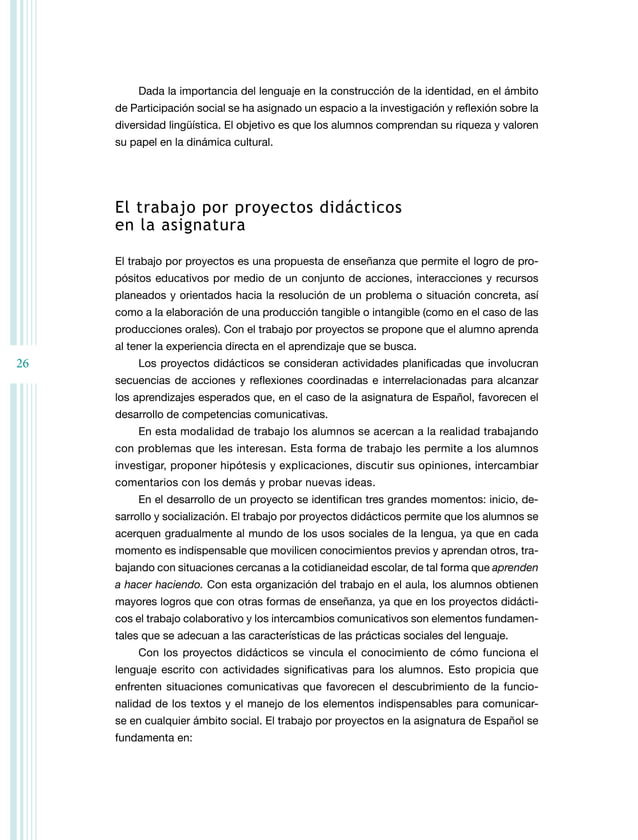 Dada la importancia del lenguaje en la construcción de la identidad, en el ámbito
de Participación social se ha asignado un espacio a la investigación y reflexión sobre la
diversidad lingüística. El objetivo es que los alumnos comprendan su riqueza y valoren
su papel en la dinámica cultural.
El trabajo por proyectos didácticos
en la asignatura
El trabajo por proyectos es una propuesta de enseñanza que permite el logro de pro-
pósitos educativos por medio de un conjunto de acciones, interacciones y recursos
planeados y orientados hacia la resolución de un problema o situación concreta, así
como a la elaboración de una producción tangible o intangible (como en el caso de las
producciones orales). Con el trabajo por proyectos se propone que el alumno aprenda
al tener la experiencia directa en el aprendizaje que se busca.
26
Los proyectos didácticos se consideran actividades planificadas que involucran
secuencias de acciones y reflexiones coordinadas e interrelacionadas para alcanzar
los aprendizajes esperados que, en el caso de la asignatura de Español, favorecen el
desarrollo de competencias comunicativas.
En esta modalidad de trabajo los alumnos se acercan a la realidad trabajando
con problemas que les interesan. Esta forma de trabajo les permite a los alumnos
investigar, proponer hipótesis y explicaciones, discutir sus opiniones, intercambiar
comentarios con los demás y probar nuevas ideas.
En el desarrollo de un proyecto se identifican tres grandes momentos: inicio, de-
sarrollo y socialización. El trabajo por proyectos didácticos permite que los alumnos se
acerquen gradualmente al mundo de los usos sociales de la lengua, ya que en cada
momento es indispensable que movilicen conocimientos previos y aprendan otros, tra-
bajando con situaciones cercanas a la cotidianeidad escolar, de tal forma que aprenden
a hacer haciendo. Con esta organización del trabajo en el aula, los alumnos obtienen
mayores logros que con otras formas de enseñanza, ya que en los proyectos didácti-
cos el trabajo colaborativo y los intercambios comunicativos son elementos fundamen-
tales que se adecuan a las características de las prácticas sociales del lenguaje.
Con los proyectos didácticos se vincula el conocimiento de cómo funciona el
lenguaje escrito con actividades significativas para los alumnos. Esto propicia que
enfrenten situaciones comunicativas que favorecen el descubrimiento de la funcio-
nalidad de los textos y el manejo de los elementos indispensables para comunicar-
se en cualquier ámbito social. El trabajo por proyectos en la asignatura de Español se
fundamenta en: